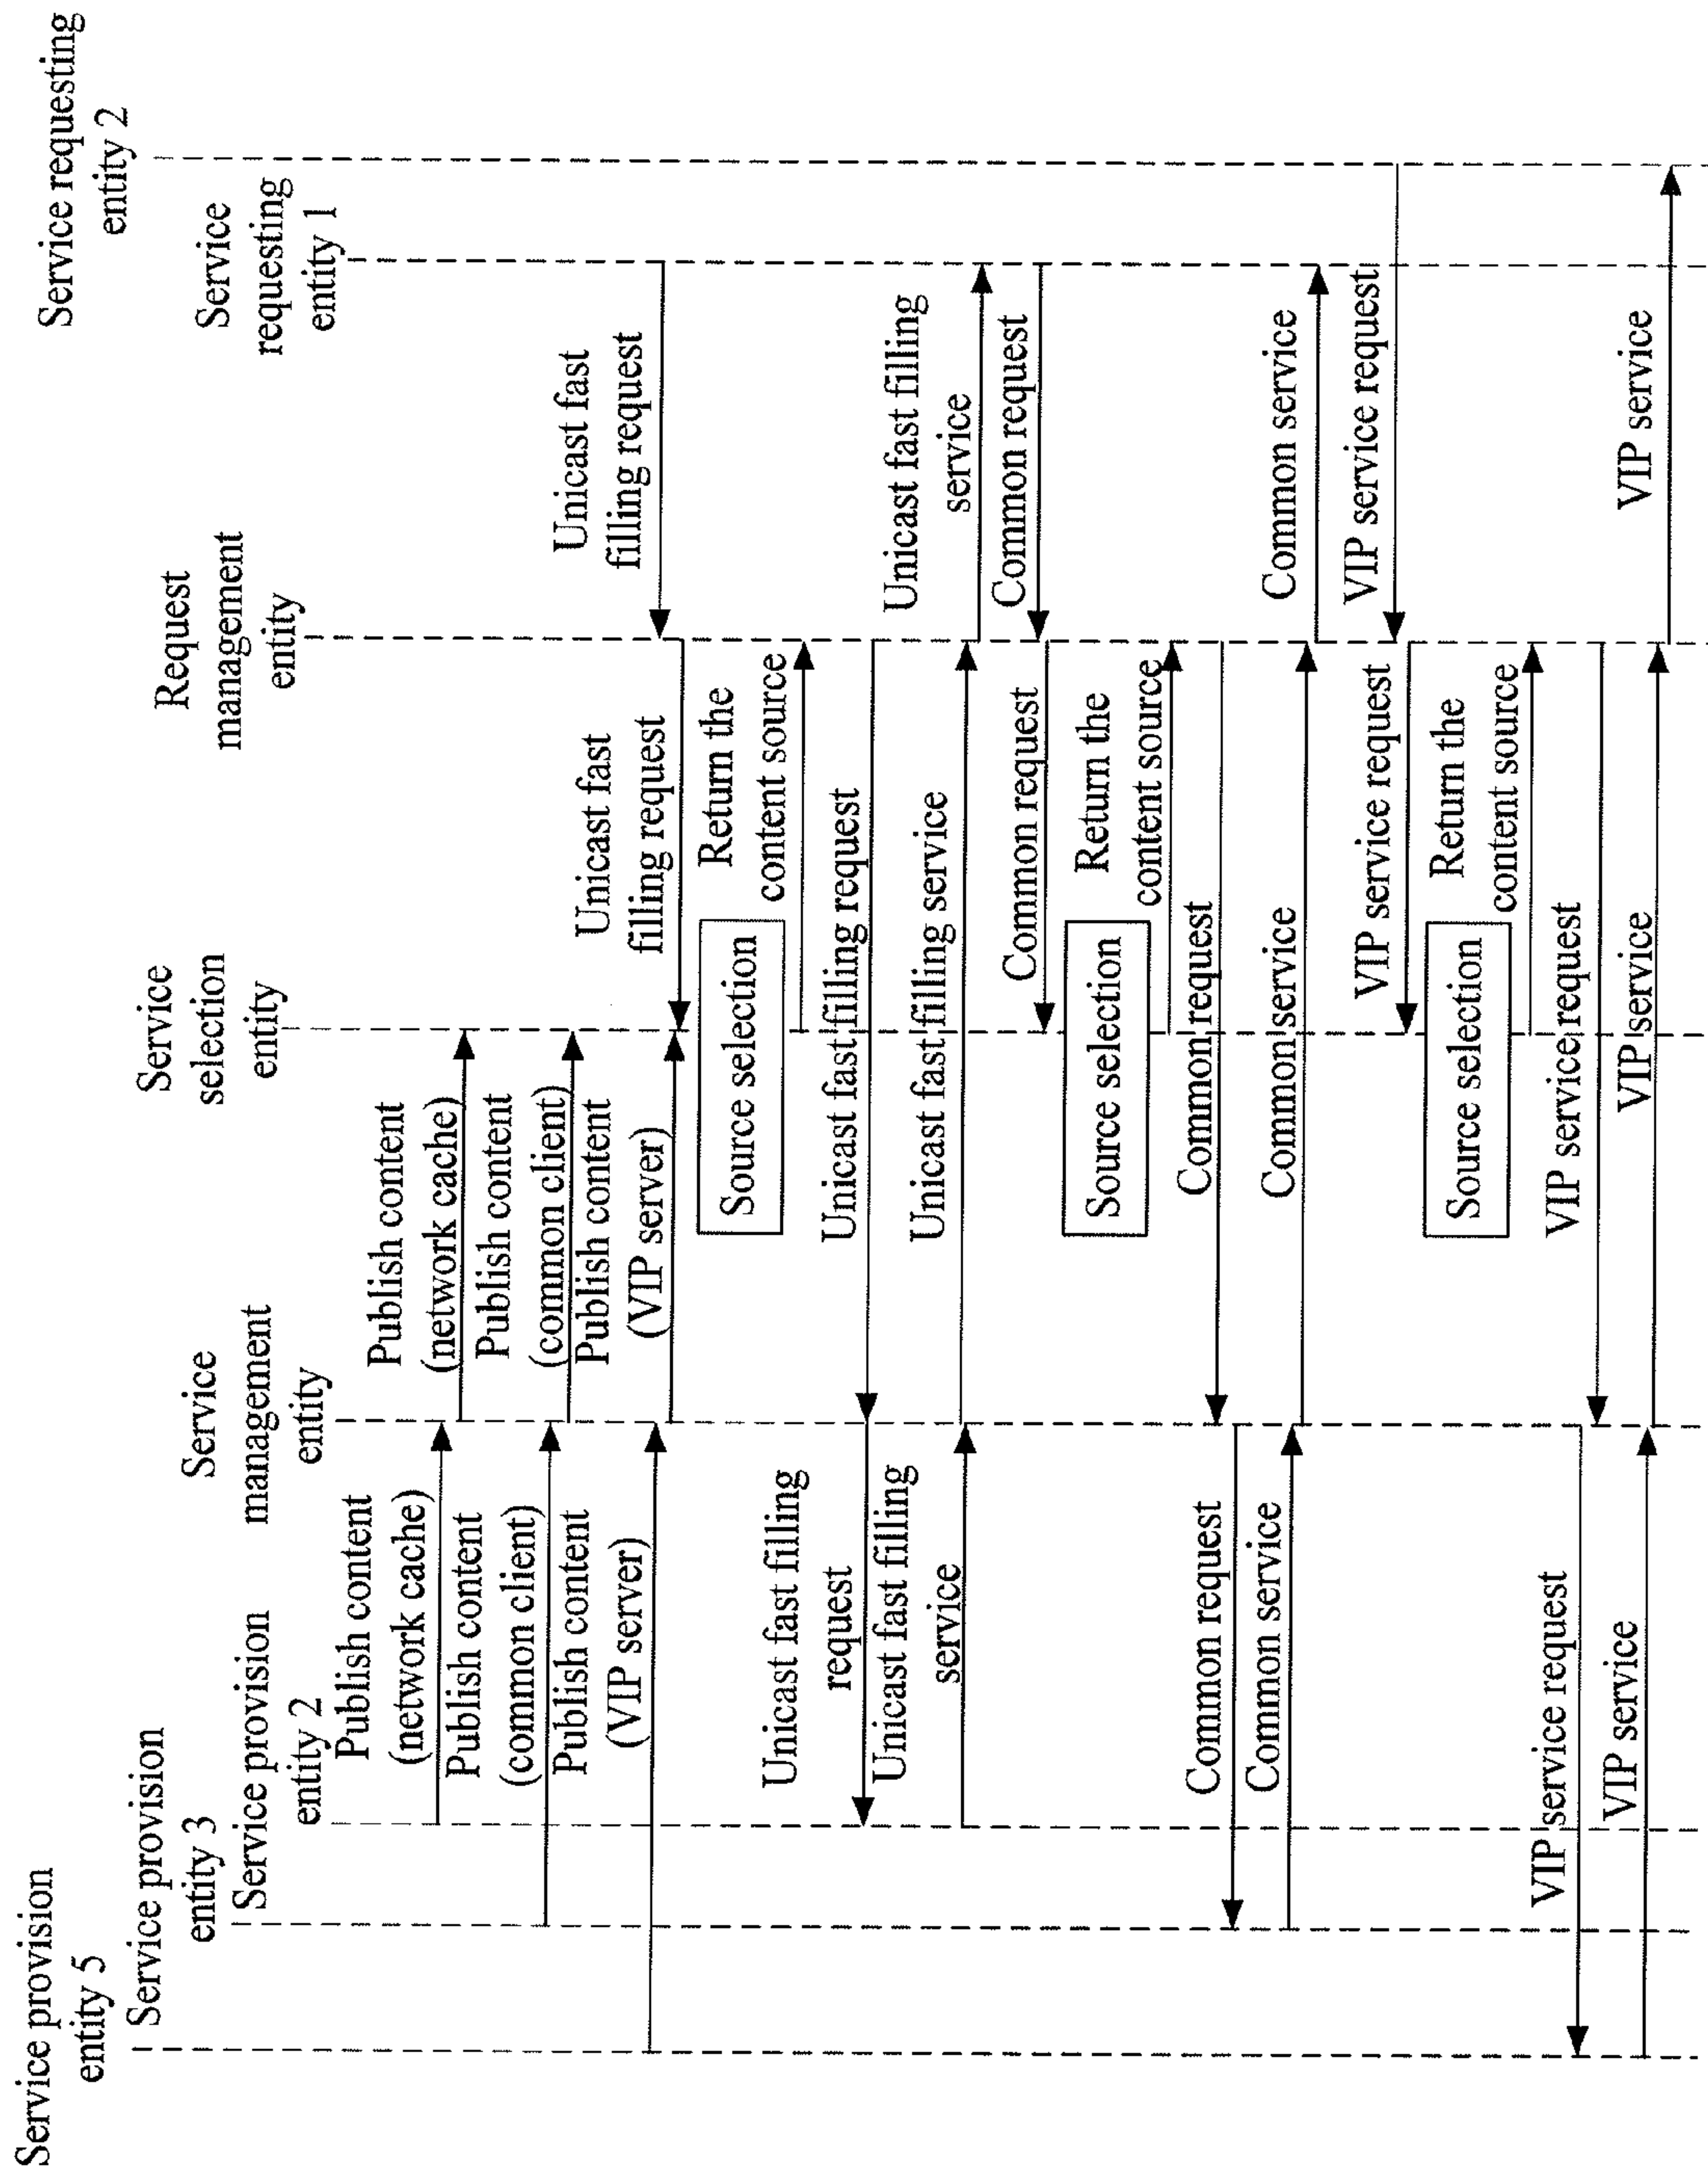 Service provision
entity 5
Service provision
entity 3
Service provision
entity 2
Service
management
entity
Service
selection
entity
Request
management
entity
Service
requesting
entity 1
Service requesting
entity 2
Publish content
(network cache)
Publish content
(network cache)
Publish content
(common client)
Publish content
(common client)
Publish content
(VIP server)
Publish content
(VIP server)
Unicast fast
filling request
Unicast fast
filling request
Source selection
Return the
content source
Unicast fast filling request
Unicast fast filling
request
Unicast fast filling
service
Unicast fast filling service
Unicast fast filling
service
Common request
Common request
Source selection
Return the
content source
Common request
Common request
Common service
Common service
Common service
VIP service request
VIP service request
Source selection
Return the
content source
VIP service request
VIP service request
VIP service
VIP service
VIP service